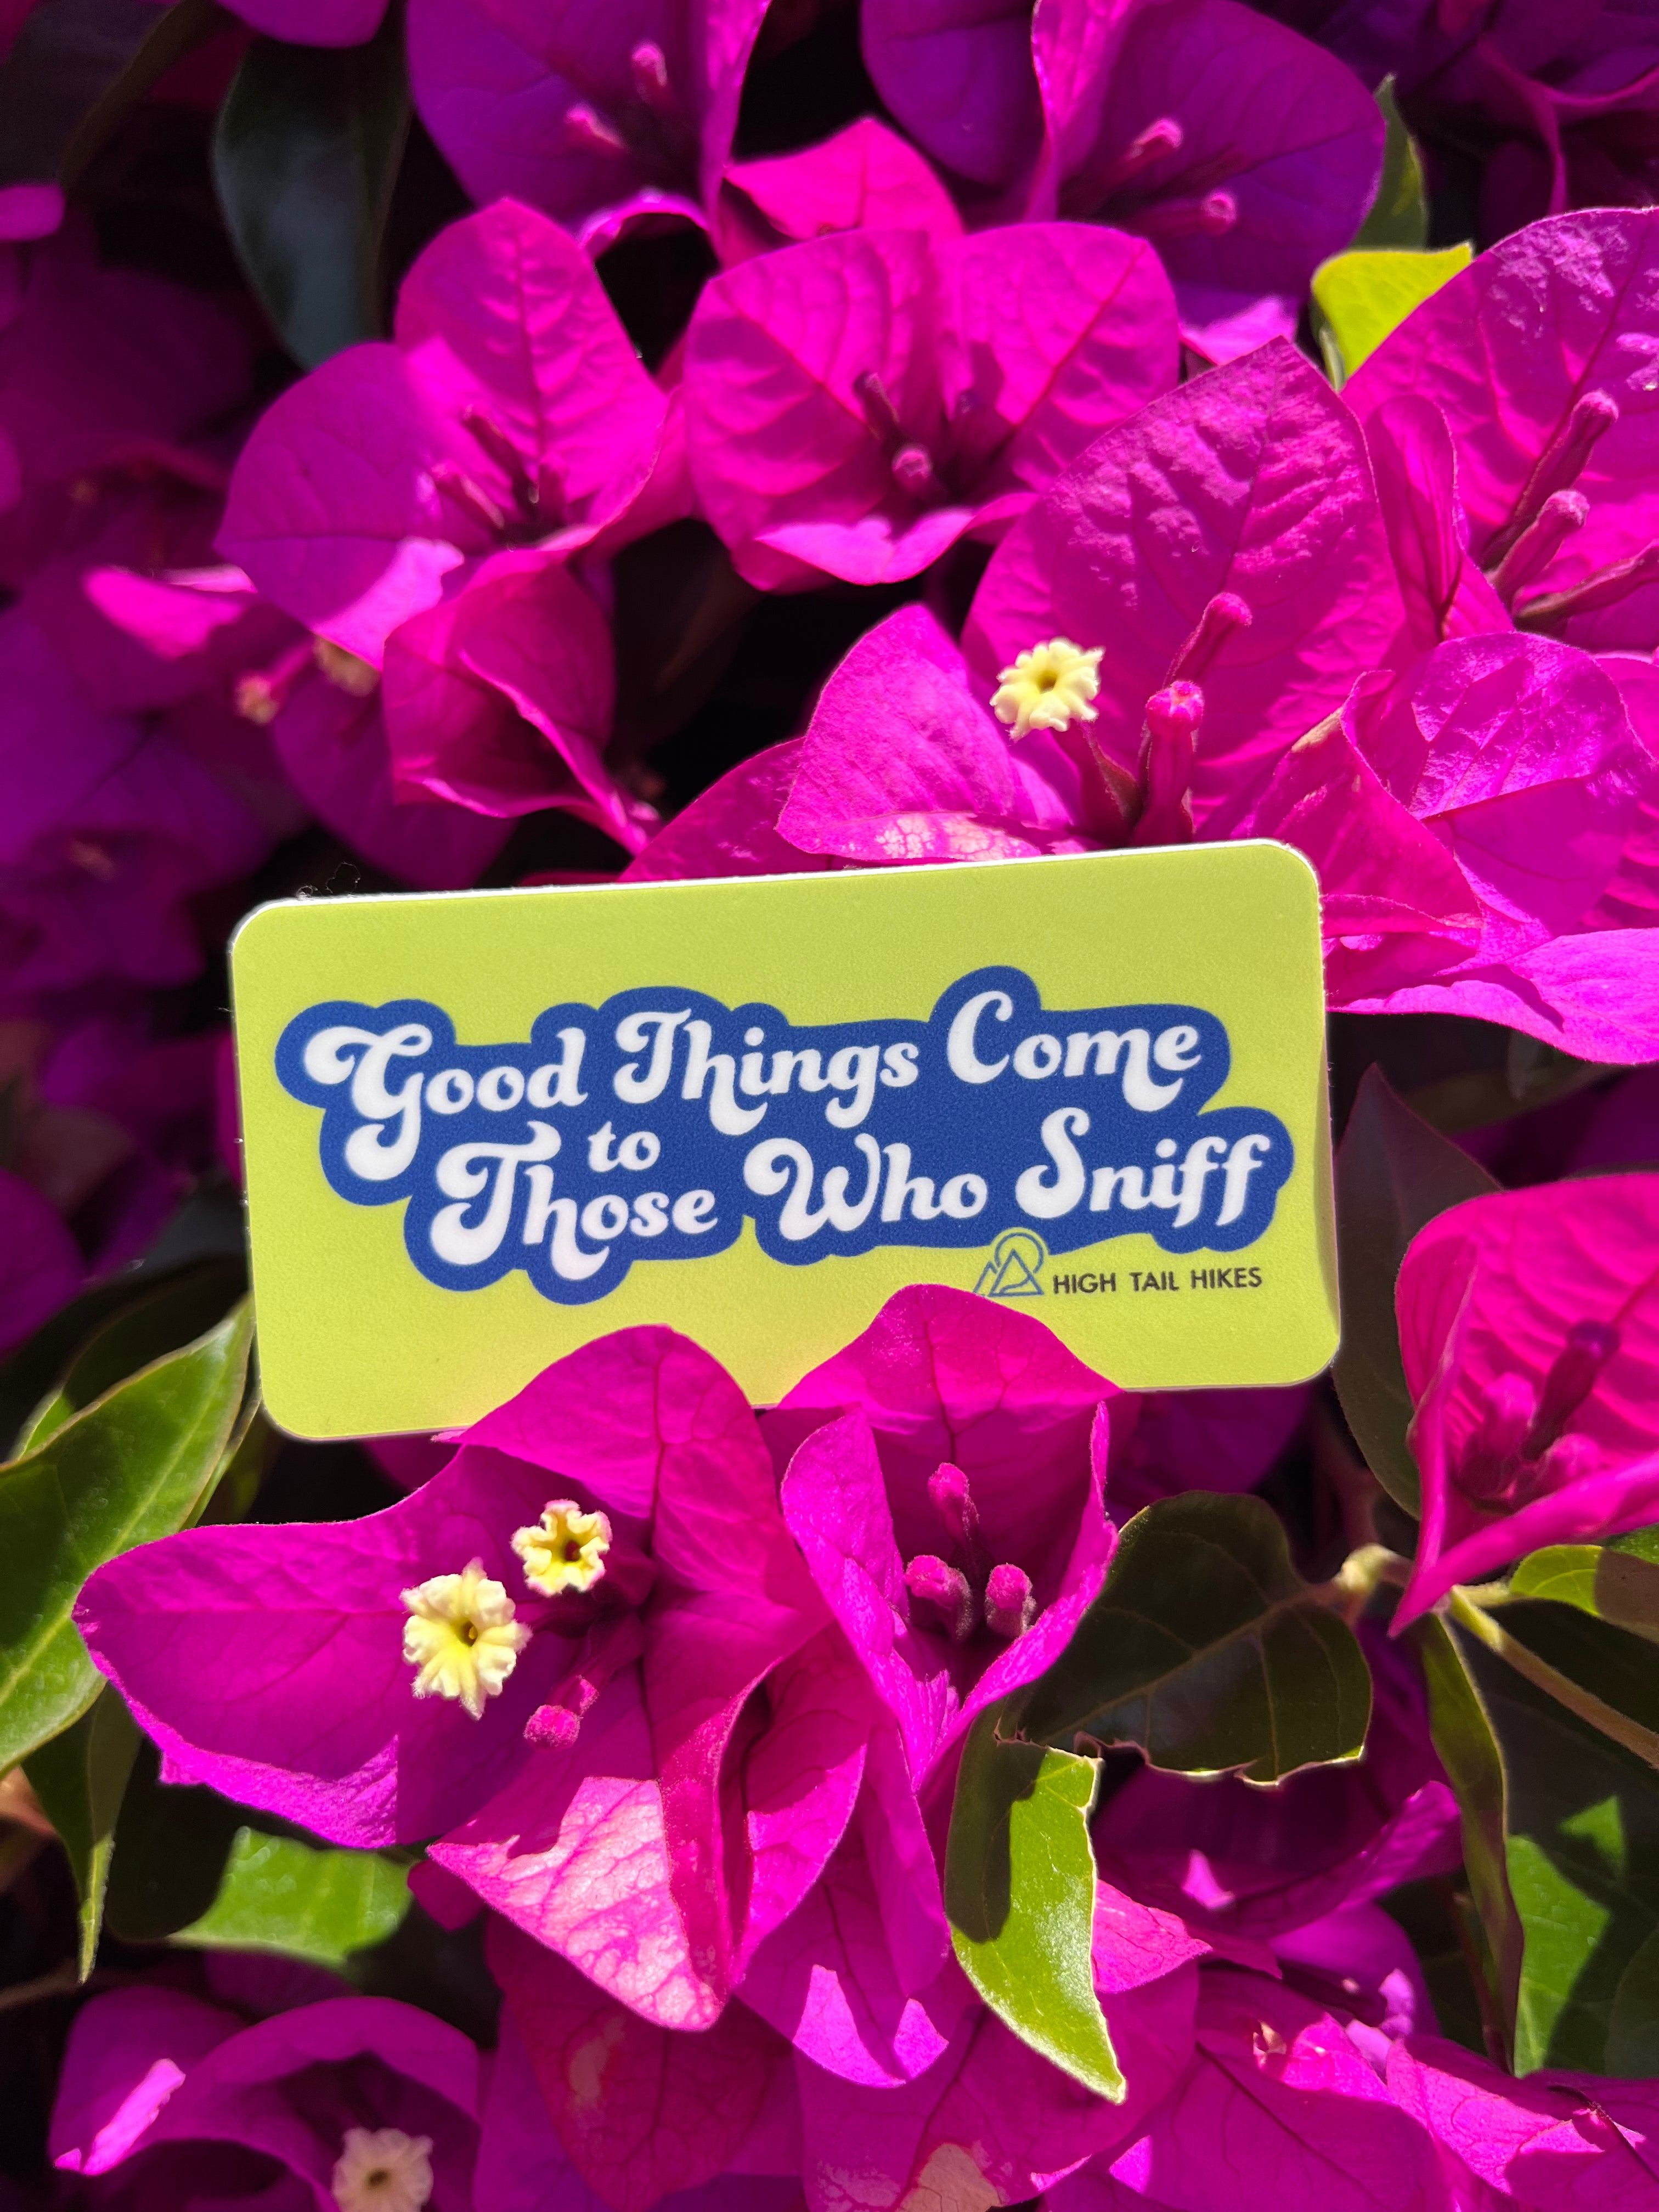 Good Things Come
to
Those Who Sniff
HIGH TAIL HIKES